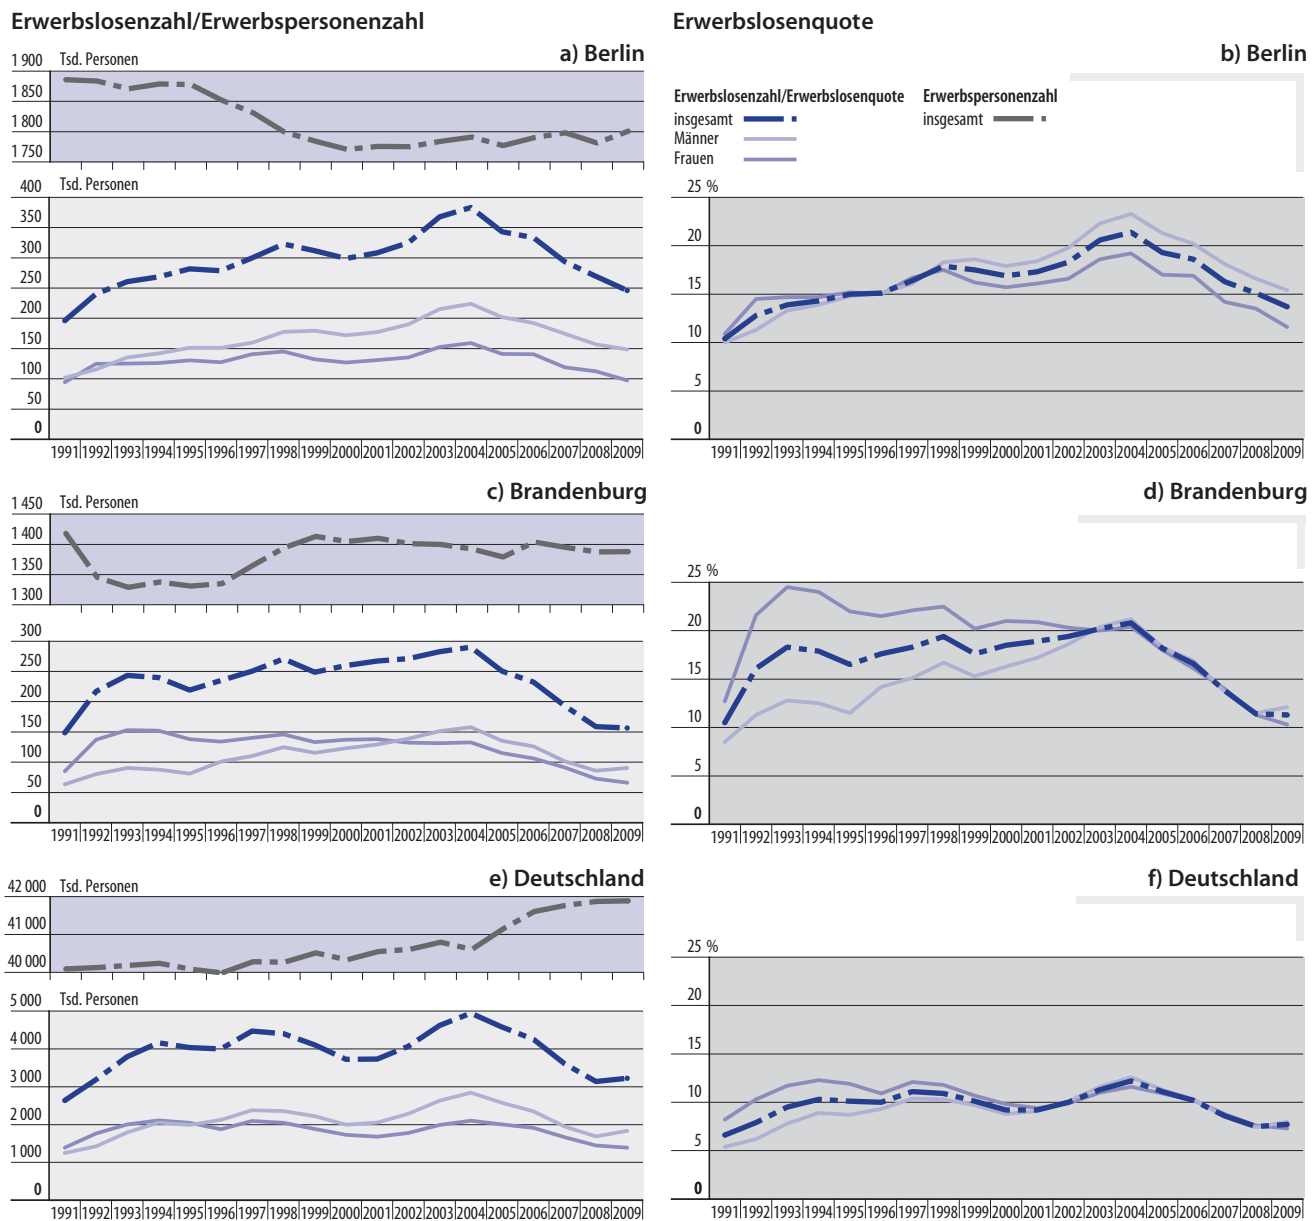 Erwerbslosenzahl/Erwerbspersonenzahl
a) Berlin
Tsd. Personen
1 900
1 850
1 800
1 750
Tsd. Personen
400
350
300
250
200
150
100
50
0
1991 1992 1993 1994 1995 1996 1997 1998 1999 2000 2001 2002 2003 2004 2005 2006 2007 2008 2009
Erwerbslosenquote
b) Berlin
Erwerbslosenzahl/Erwerbslosenquote
insgesamt
Männer
Frauen
Erwerbspersonenzahl
insgesamt
25 %
20
15
10
5
0
1991 1992 1993 1994 1995 1996 1997 1998 1999 2000 2001 2002 2003 2004 2005 2006 2007 2008 2009
c) Brandenburg
Tsd. Personen
1 450
1 400
1 350
1 300
300
250
200
150
100
50
0
1991 1992 1993 1994 1995 1996 1997 1998 1999 2000 2001 2002 2003 2004 2005 2006 2007 2008 2009
d) Brandenburg
25 %
20
15
10
5
0
1991 1992 1993 1994 1995 1996 1997 1998 1999 2000 2001 2002 2003 2004 2005 2006 2007 2008 2009
e) Deutschland
Tsd. Personen
42 000
41 000
40 000
Tsd. Personen
5 000
4 000
3 000
2 000
1 000
0
1991 1992 1993 1994 1995 1996 1997 1998 1999 2000 2001 2002 2003 2004 2005 2006 2007 2008 2009
f) Deutschland
25 %
20
15
10
5
0
1991 1992 1993 1994 1995 1996 1997 1998 1999 2000 2001 2002 2003 2004 2005 2006 2007 2008 2009